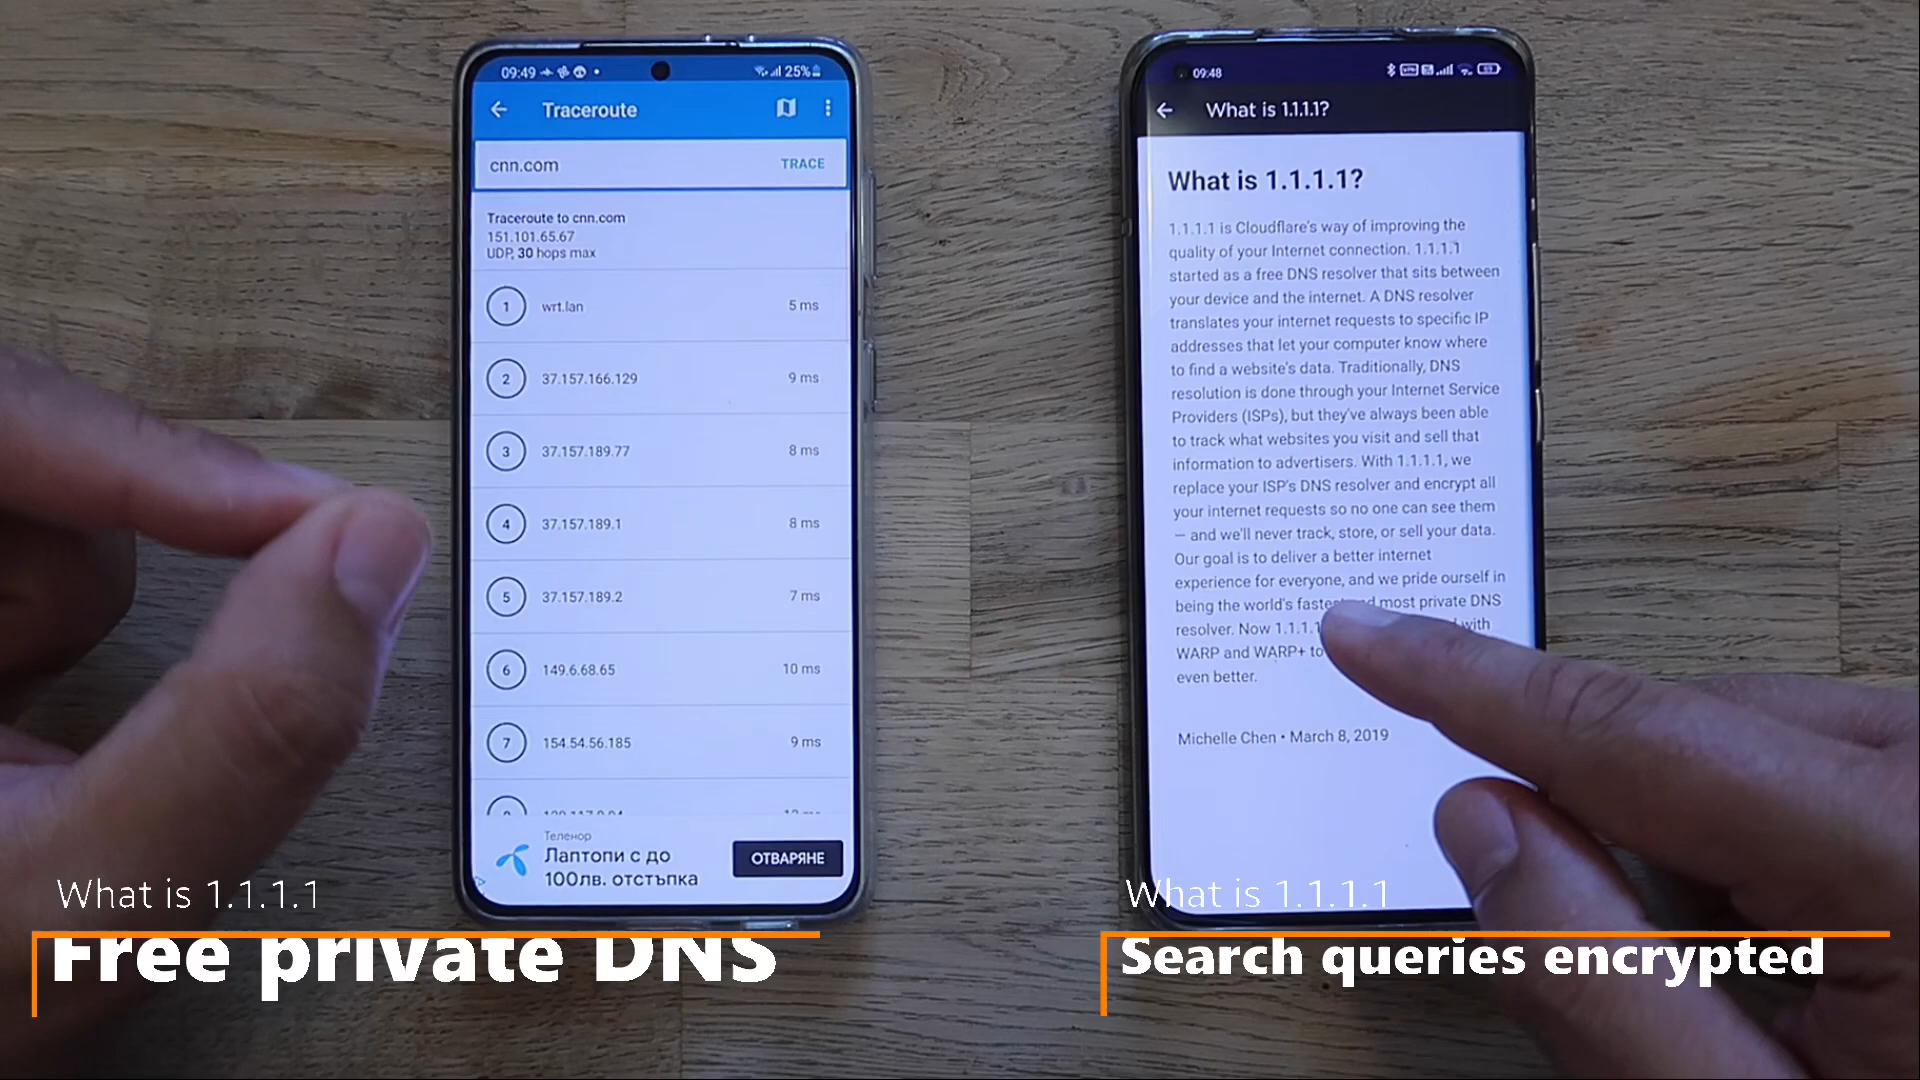 09:49
25%
Traceroute
cnn.com
TRACE
Traceroute to cnn.com
151.101.65.67
UDP, 30 hops max
1 wrt.lan 5 ms
2 37.157.166.129 9 ms
3 37.157.189.77 8 ms
4 37.157.189.1 8 ms
5 37.157.189.2 7 ms
6 149.6.68.65 10 ms
7 154.54.56.185 9 ms
Теленор
Лаптопи с до
100лв. отстъпка
ОТВАРЯНЕ
What is 1.1.1.1
Free private DNS
09:48
What is 1.1.1.1?
What is 1.1.1.1?
1.1.1.1 is Cloudflare's way of improving the
quality of your Internet connection. 1.1.1.1
started as a free DNS resolver that sits between
your device and the internet. A DNS resolver
translates your internet requests to specific IP
addresses that let your computer know where
to find a website's data. Traditionally, DNS
resolution is done through your Internet Service
Providers (ISPs), but they've always been able
to track what websites you visit and sell that
information to advertisers. With 1.1.1.1, we
replace your ISP's DNS resolver and encrypt all
your internet requests so no one can see them
— and we'll never track, store, or sell your data.
Our goal is to deliver a better internet
experience for everyone, and we pride ourself in
being the world's most private DNS
resolver. Now with
WARP and WARP+ to
even better.
Michelle Chen • March 8, 2019
What is 1.1.1.1
Search queries encrypted